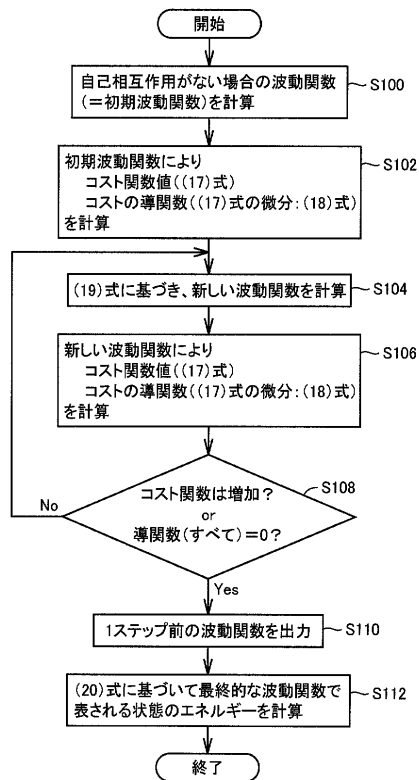 開始
自己相互作用がない場合の波動関数
(=初期波動関数)を計算
S100
初期波動関数により
コスト関数値((17)式)
コストの導関数((17)式の微分:(18)式)
を計算
S102
(19)式に基づき、新しい波動関数を計算
S104
新しい波動関数により
コスト関数値((17)式)
コストの導関数((17)式の微分:(18)式)
を計算
S106
コスト関数は増加?
or
導関数(すべて)=0?
S108
No
Yes
1ステップ前の波動関数を出力
S110
(20)式に基づいて最終的な波動関数で
表される状態のエネルギーを計算
S112
終了